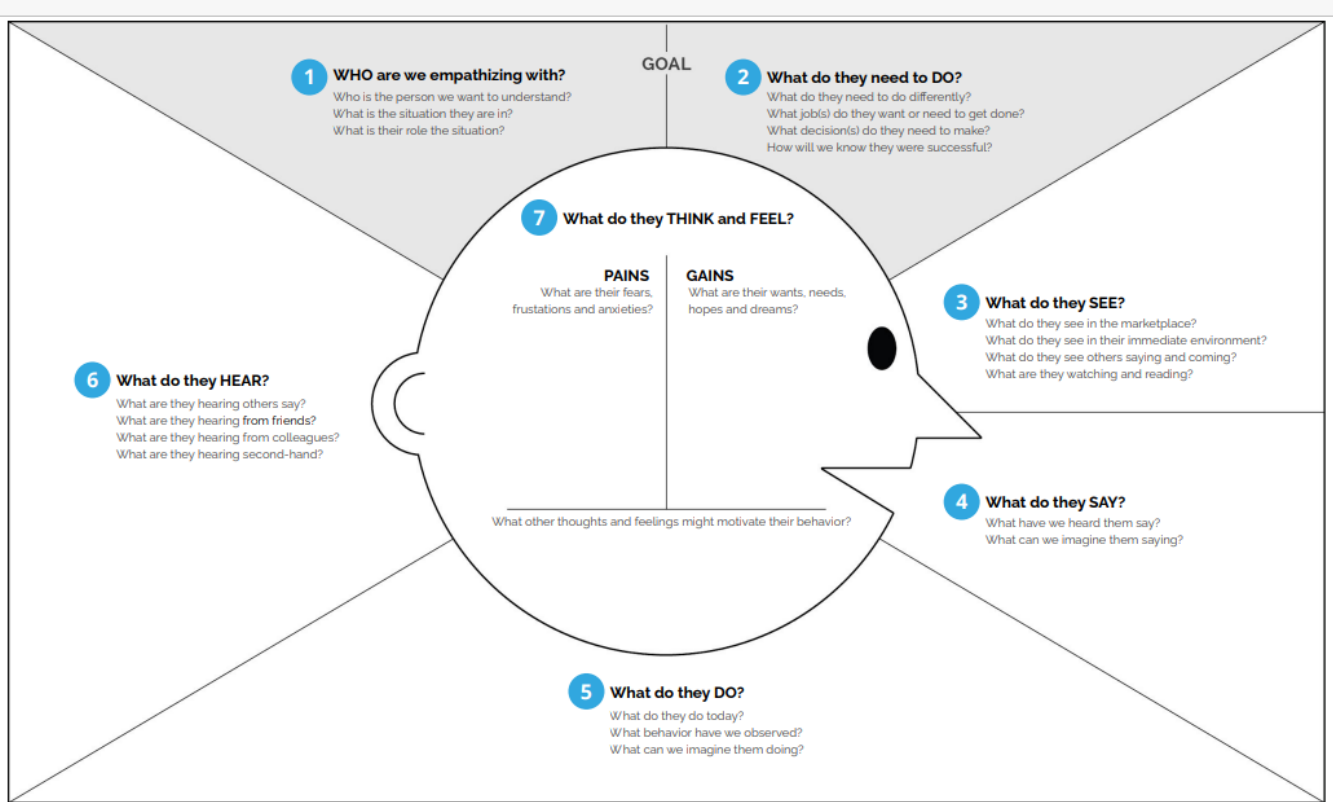 GOAL
1 WHO are we empathizing with?
Who is the person we want to understand?
What is the situation they are in?
What is their role the situation?
2 What do they need to DO?
What do they need to do differently?
What job(s) do they want or need to get done?
What decision(s) do they need to make?
How will we know they were successful?
3 What do they SEE?
What do they see in the marketplace?
What do they see in their immediate environment?
What do they see others saying and coming?
What are they watching and reading?
4 What do they SAY?
What have we heard them say?
What can we imagine them saying?
5 What do they DO?
What do they do today?
What behavior have we observed?
What can we imagine them doing?
6 What do they HEAR?
What are they hearing others say?
What are they hearing from friends?
What are they hearing from colleagues?
What are they hearing second-hand?
7 What do they THINK and FEEL?
PAINS
What are their fears,
frustations and anxieties?
GAINS
What are their wants, needs,
hopes and dreams?
What other thoughts and feelings might motivate their behavior?